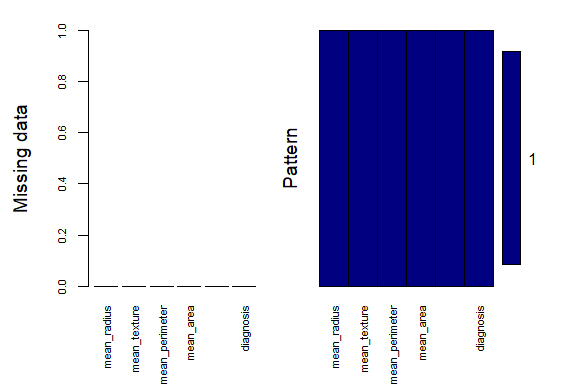 Missing data
1.0
0.8
0.6
0.4
0.2
0.0
mean_radius
mean_texture
mean_perimeter
mean_area
diagnosis
Pattern
1
mean_radius
mean_texture
mean_perimeter
mean_area
diagnosis